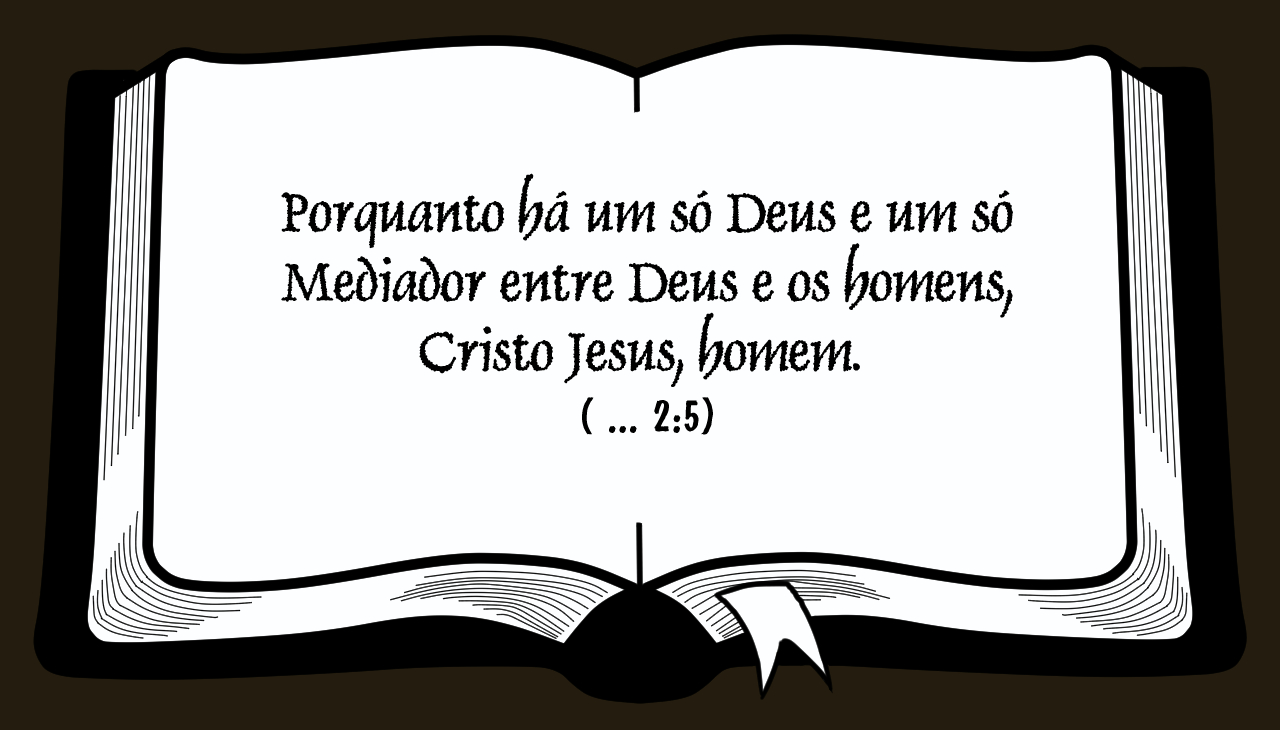 Porquanto há um só Deus e um só
Mediador entre Deus e os homens,
Cristo Jesus, homem.
( ... 2:5)